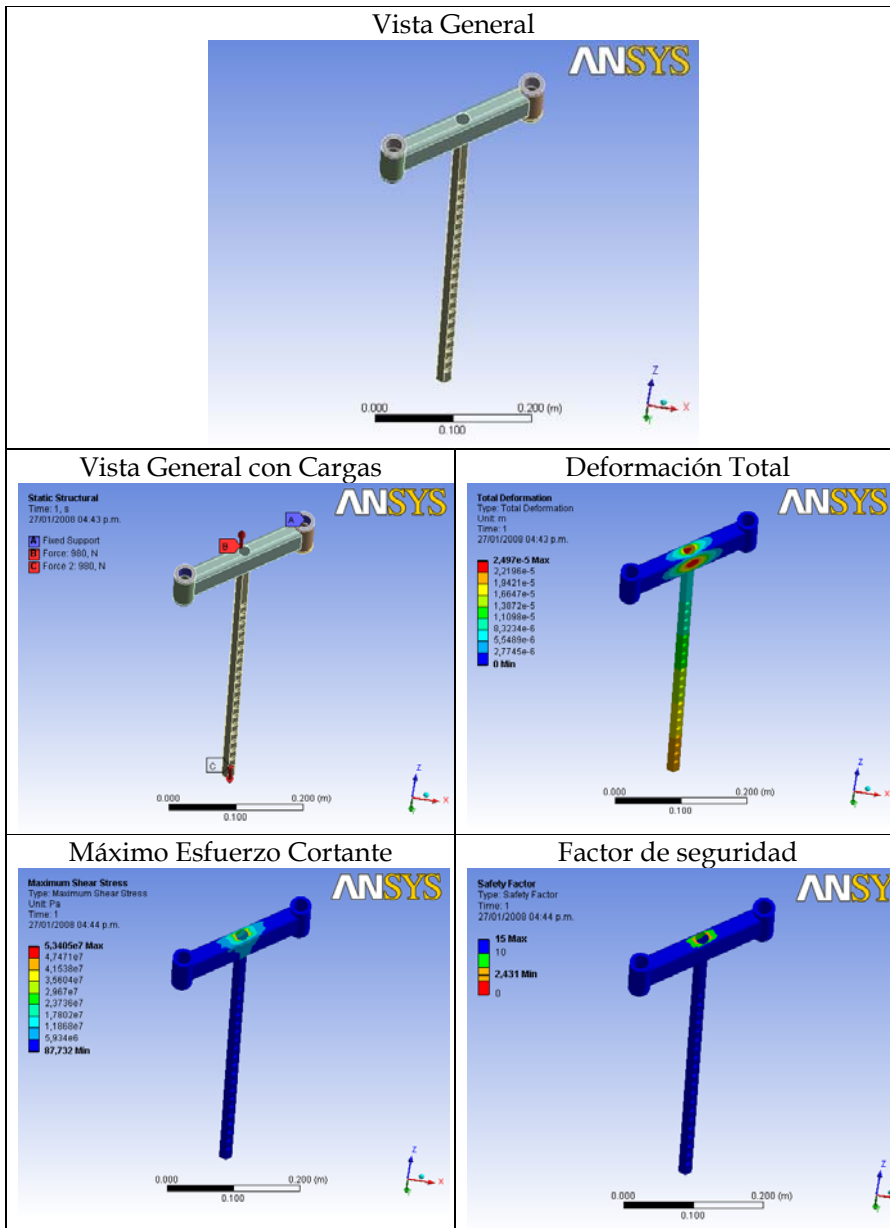 Vista General
ANSYS
0.000
0.200 (m)
0.100
Z
X
Y
Vista General con Cargas
Static Structural
Time: 1, s
27/01/2008 04:43 p.m.
A Fixed Support
B Force: 980, N
C Force 2: 980, N
ANSYS
A
B
C
0.000
0.200 (m)
0.100
Z
X
Y
Deformación Total
Total Deformation
Type: Total Deformation
Unit: m
Time: 1
27/01/2008 04:43 p.m.
ANSYS
2,497e-5 Max
2,2196e-5
1,9421e-5
1,6647e-5
1,3872e-5
1,1098e-5
8,3234e-6
5,5489e-6
2,7745e-6
0 Min
0.000
0.200 (m)
0.100
Z
X
Y
Máximo Esfuerzo Cortante
Maximum Shear Stress
Type: Maximum Shear Stress
Unit: Pa
Time: 1
27/01/2008 04:44 p.m.
ANSYS
5,3405e7 Max
4,7471e7
4,1538e7
3,5604e7
2,967e7
2,3736e7
1,7802e7
1,1868e7
5,934e6
87,732 Min
0.000
0.200 (m)
0.100
Z
X
Y
Factor de seguridad
Safety Factor
Type: Safety Factor
Time: 1
27/01/2008 04:44 p.m.
ANSYS
15 Max
10
2,431 Min
0
0.000
0.200 (m)
0.100
Z
Y